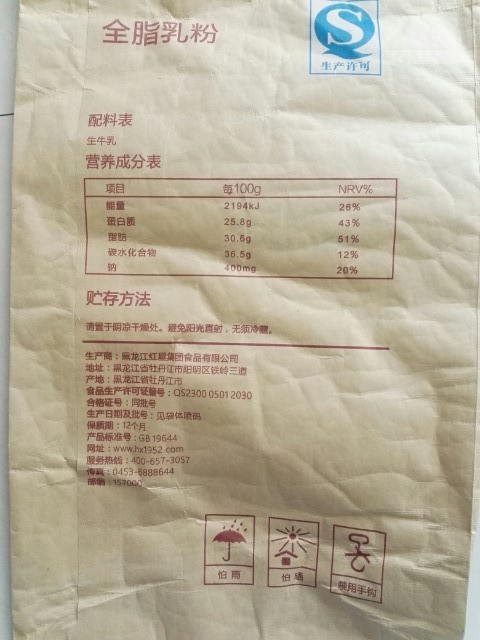 全脂乳粉
生产许可
配料表
生牛乳
营养成分表
项目 每100g NRV%
能量 2194kJ 26%
蛋白质 25.8g 43%
脂肪 30.6g 51%
碳水化合物 36.5g 12%
钠 400mg 20%
贮存方法
请置于阴凉干燥处。避免阳光直射，无须冷藏。
生产商：黑龙江红星集团食品有限公司
地址：黑龙江省牡丹江市阳明区铁岭三道
产地：黑龙江省牡丹江市
食品生产许可证编号：QS2300 0501 2030
合格证号：同批号
生产日期及批号：见袋体喷码
保质期：12个月
产品标准号：GB 19644
网址：www.hx1952.com
服务热线：400-657-3057
传真：0453-6888644
邮编：157000
怕雨
怕晒
禁用手钩